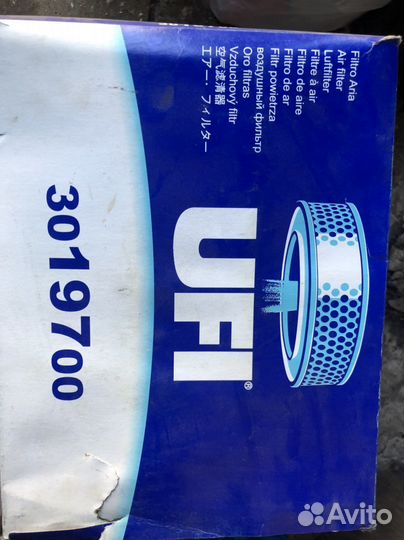 Filtro Aria
Air filter
Luftfilter
Filtre à air
Filtro de aire
Filtro de ar
Filtr powietrza
воздушный фильтр
Oro filtras
Vzduchový filtr
空气滤清器
エアー・フィルター
UFI®
3019700
Avito